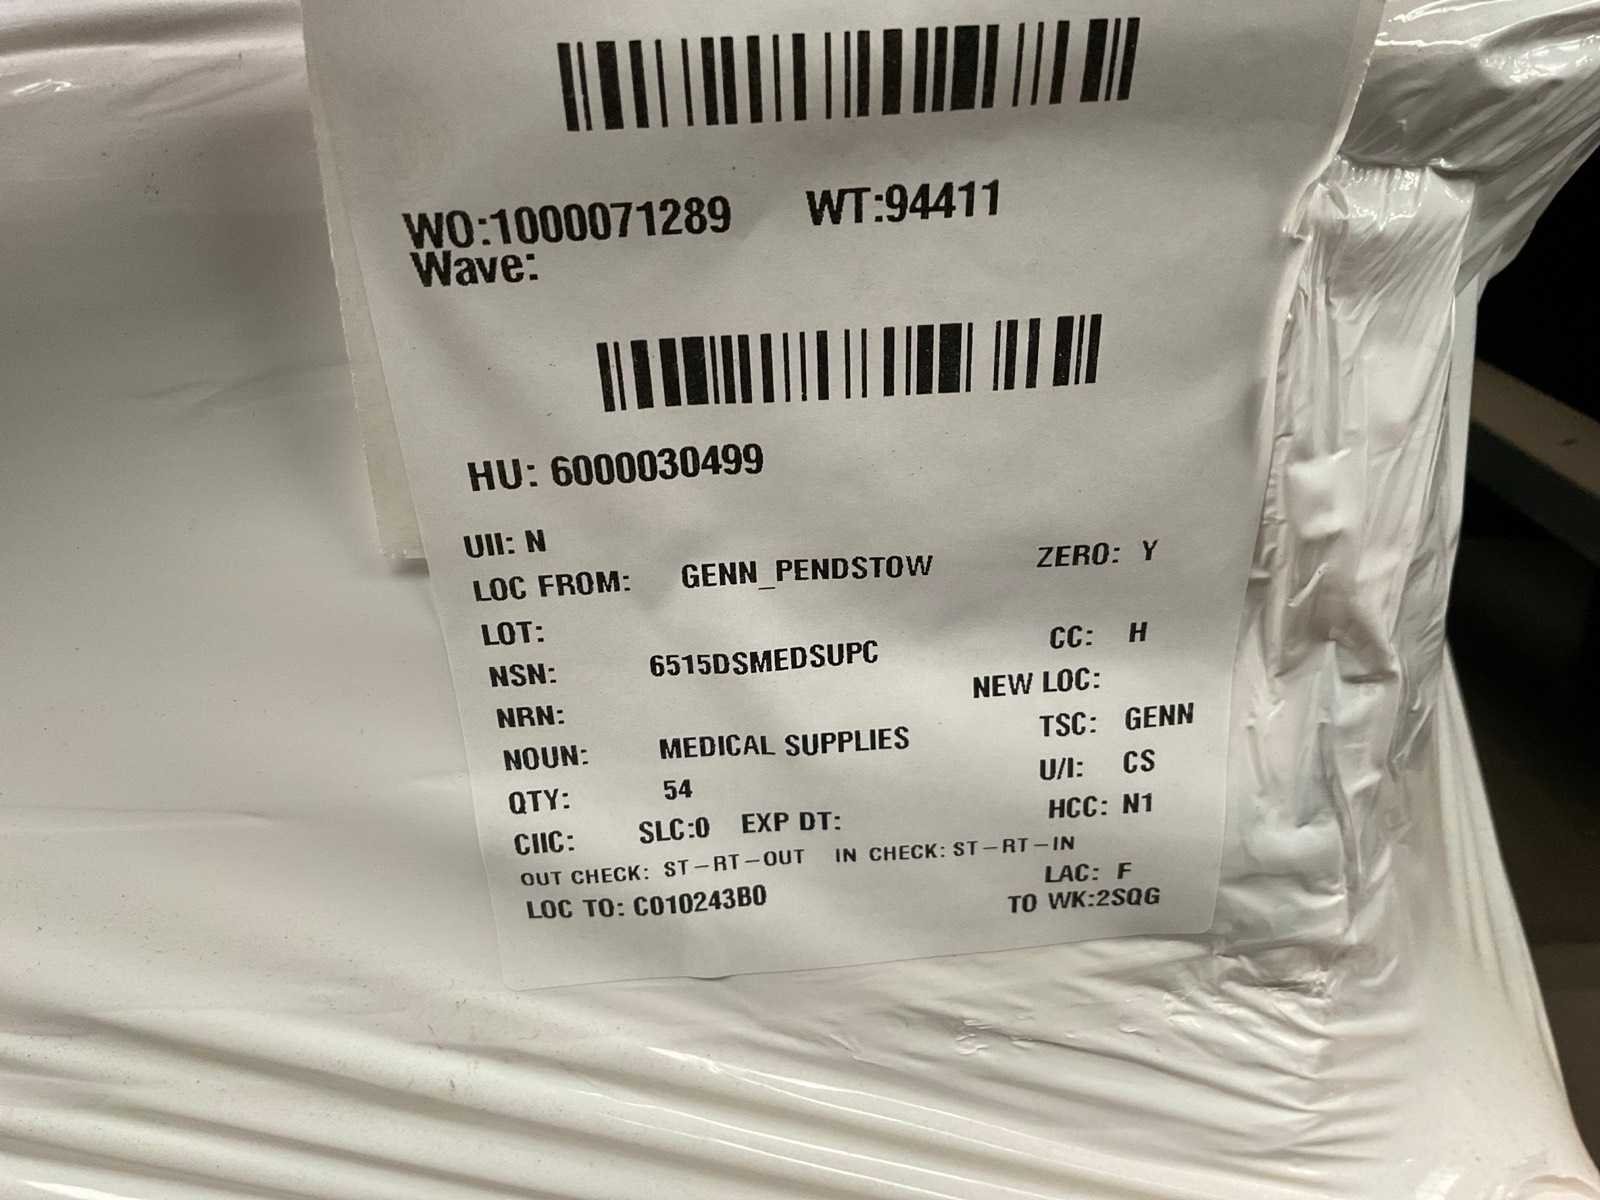 WO:1000071289 WT:94411
Wave:
HU: 6000030499
UII: N
LOC FROM: GENN_PENDSTOW ZERO: Y
LOT:
NSN: 6515DSMEDSUPC CC: H
NRN: NEW LOC:
NOUN: MEDICAL SUPPLIES TSC: GENN
QTY: 54 U/I: CS
CIIC: SLC:0 EXP DT: HCC: N1
OUT CHECK: ST-RT-OUT IN CHECK: ST-RT-IN
LAC: F
LOC TO: C010243B0 TO WK:2SQG